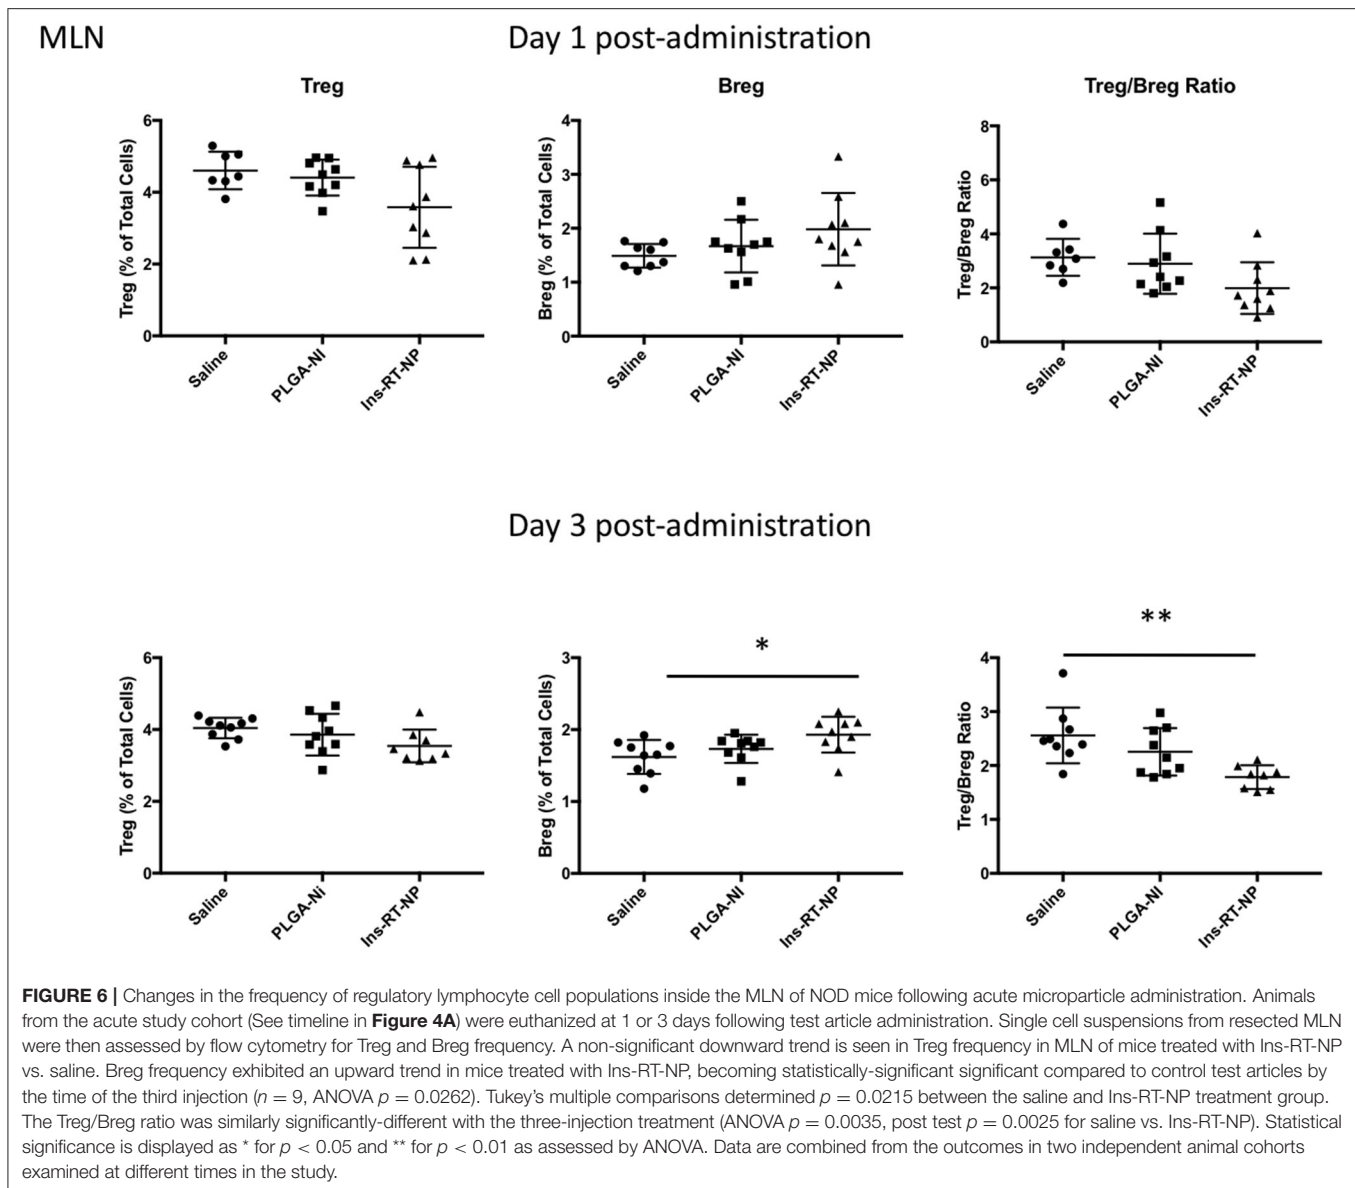 MLN
Day 1 post-administration
Treg
Breg
Treg/Breg Ratio
Treg (% of Total Cells)
6
4
2
0
Saline
PLGA-NI
Ins-RT-NP
Breg (% of Total Cells)
4
3
2
1
0
Saline
PLGA-NI
Ins-RT-NP
Treg/Breg Ratio
8
6
4
2
0
Saline
PLGA-NI
Ins-RT-NP
Day 3 post-administration
Treg (% of Total Cells)
6
4
2
0
Saline
PLGA-Ni
Ins-RT-NP
*
Breg (% of Total Cells)
3
2
1
0
Saline
PLGA-NI
Ins-RT-NP
**
Treg/Breg Ratio
4
3
2
1
0
Saline
PLGA-NI
Ins-RT-NP
FIGURE 6 | Changes in the frequency of regulatory lymphocyte cell populations inside the MLN of NOD mice following acute microparticle administration. Animals
from the acute study cohort (See timeline in Figure 4A) were euthanized at 1 or 3 days following test article administration. Single cell suspensions from resected MLN
were then assessed by flow cytometry for Treg and Breg frequency. A non-significant downward trend is seen in Treg frequency in MLN of mice treated with Ins-RT-NP
vs. saline. Breg frequency exhibited an upward trend in mice treated with Ins-RT-NP, becoming statistically-significant significant compared to control test articles by
the time of the third injection (n = 9, ANOVA p = 0.0262). Tukey's multiple comparisons determined p = 0.0215 between the saline and Ins-RT-NP treatment group.
The Treg/Breg ratio was similarly significantly-different with the three-injection treatment (ANOVA p = 0.0035, post test p = 0.0025 for saline vs. Ins-RT-NP). Statistical
significance is displayed as * for p < 0.05 and ** for p < 0.01 as assessed by ANOVA. Data are combined from the outcomes in two independent animal cohorts
examined at different times in the study.